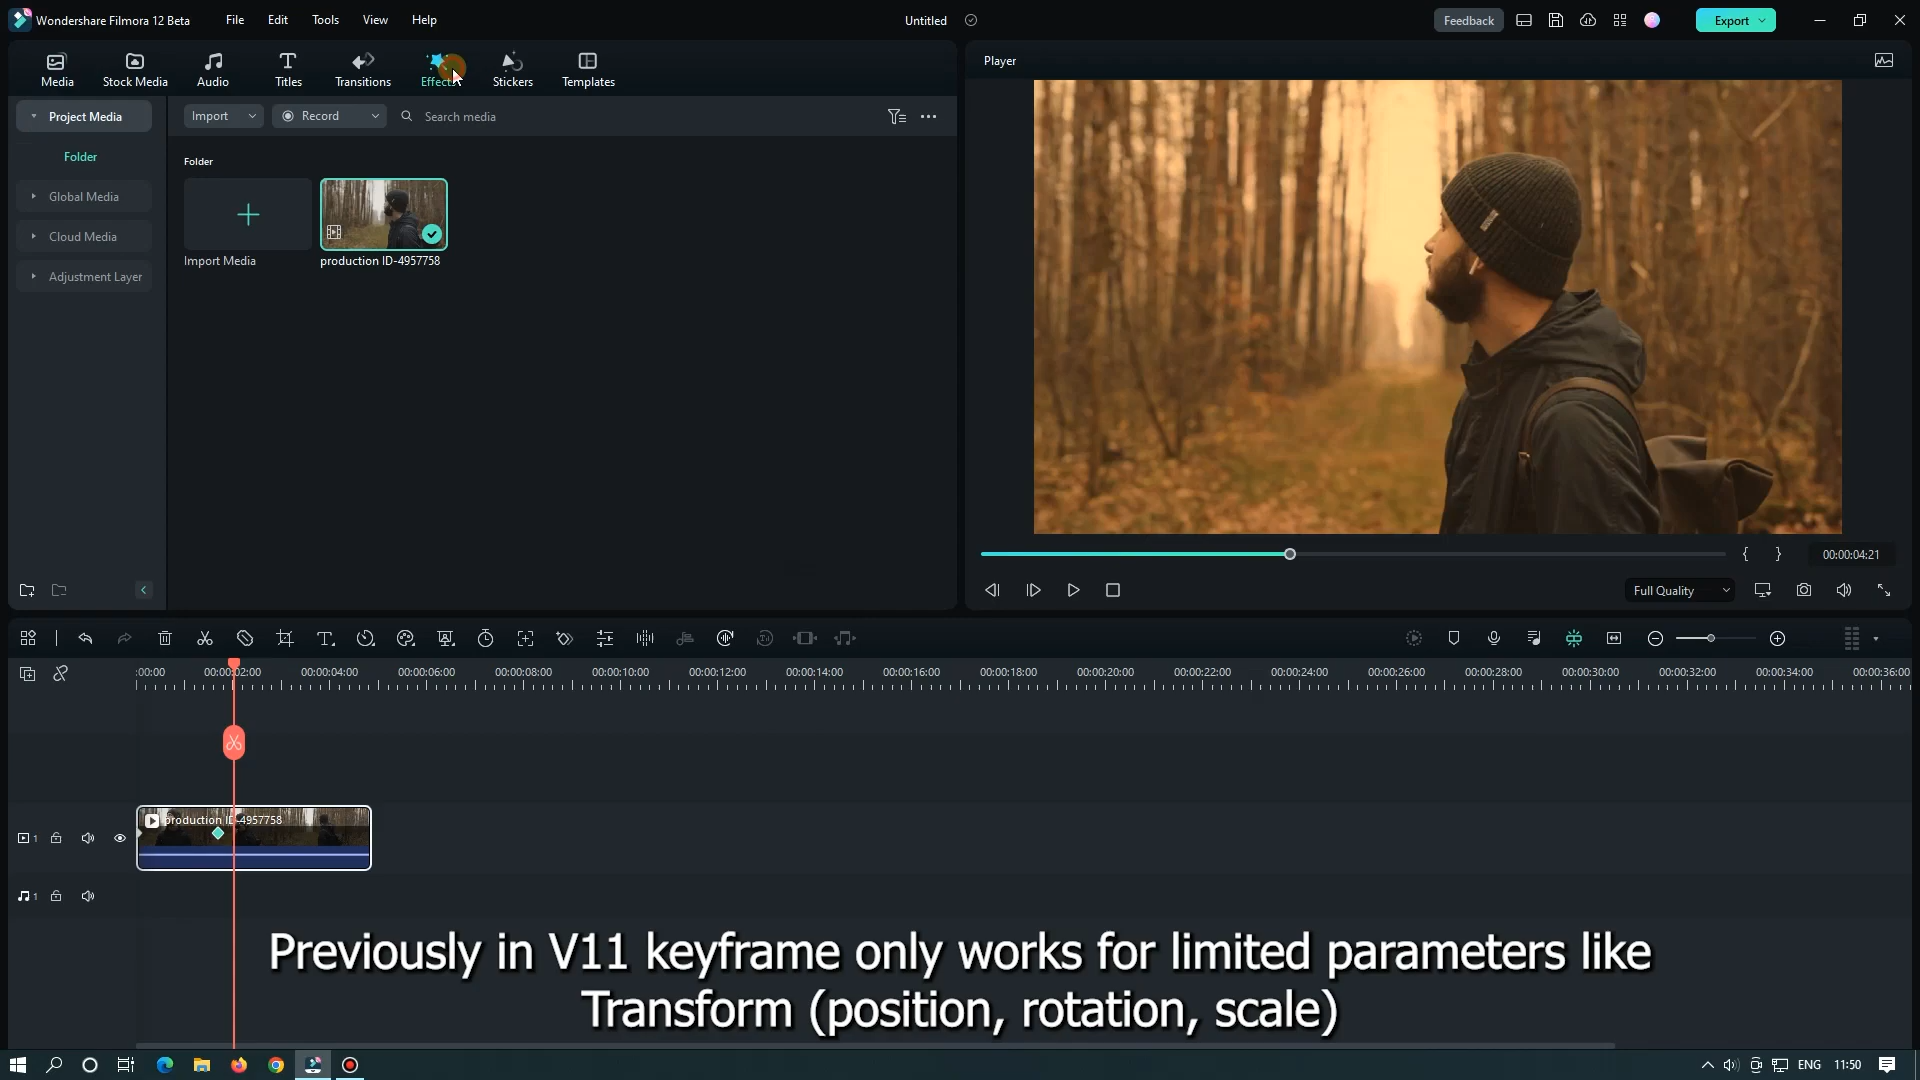 Wondershare Filmora 12 Beta
File Edit Tools View Help
Untitled
Feedback
Export
Media Stock Media Audio Titles Transitions Effects Stickers Templates
Player
Project Media
Import
Record
Search media
Folder
Folder
Global Media
Cloud Media
Adjustment Layer
Import Media
production ID-4957758
{ }
00:00:04:21
Full Quality
:00:00 00:00:02:00 00:00:04:00 00:00:06:00 00:00:08:00 00:00:10:00 00:00:12:00 00:00:14:00 00:00:16:00 00:00:18:00 00:00:20:00 00:00:22:00 00:00:24:00 00:00:26:00 00:00:28:00 00:00:30:00 00:00:32:00 00:00:34:00 00:00:36:00
production ID-4957758
1
1
Previously in V11 keyframe only works for limited parameters like
Transform (position, rotation, scale)
ENG 11:50